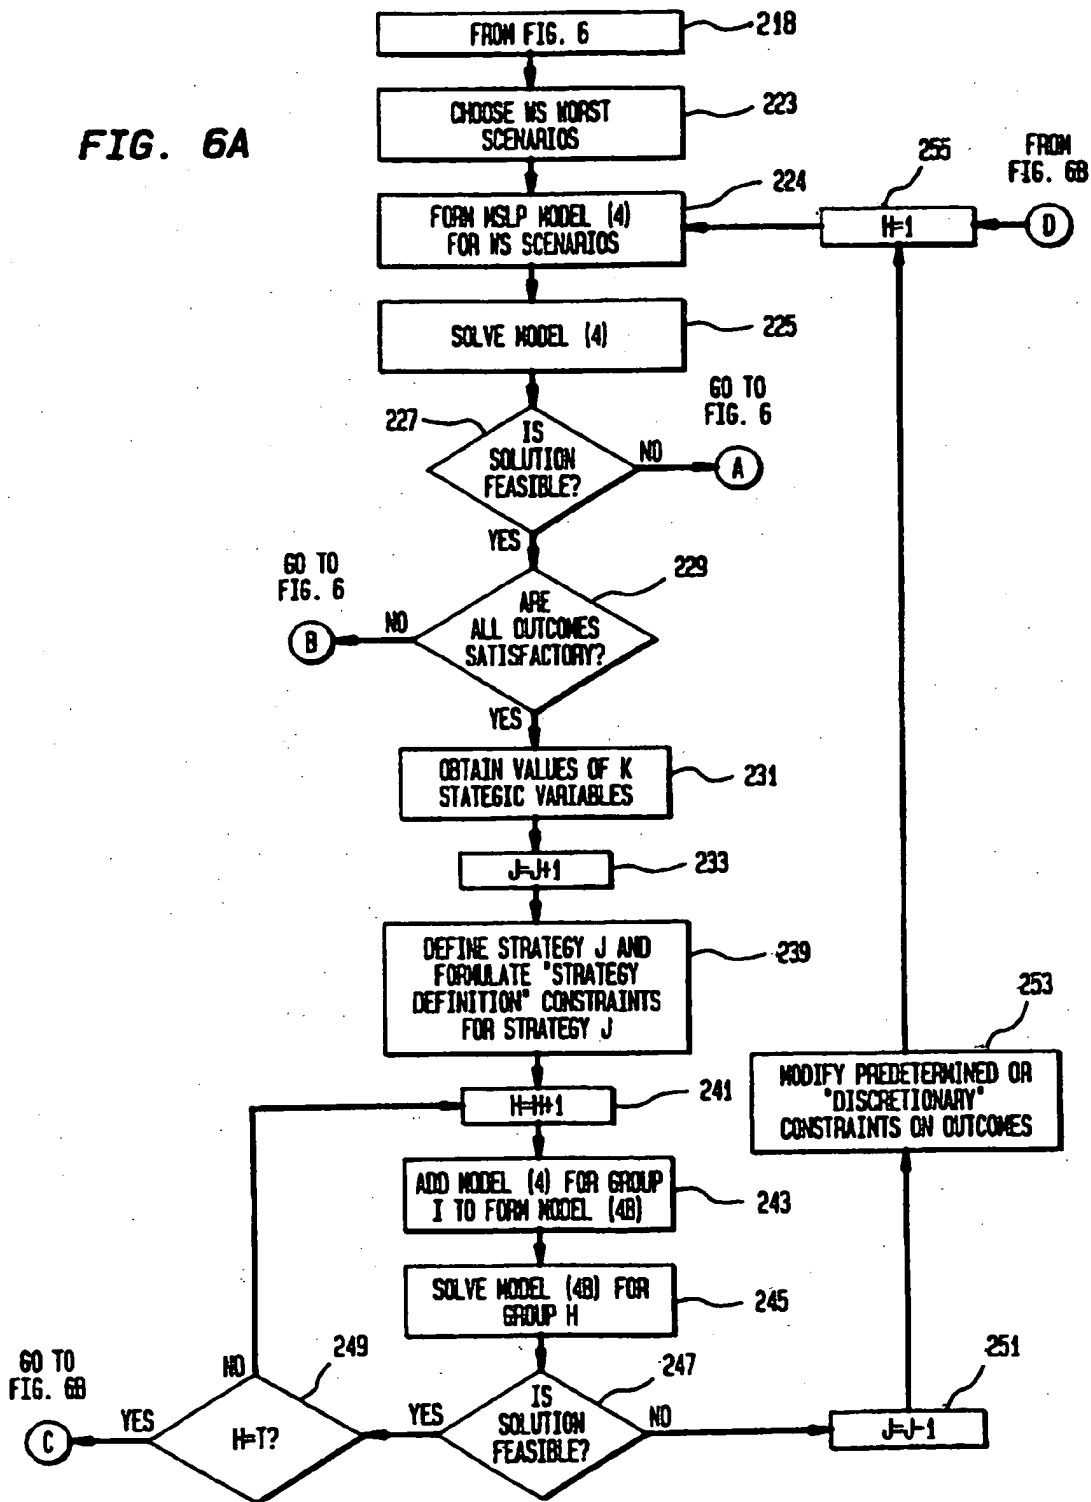 FROM FIG. 6
218
FIG. 6A
CHOOSE WS WORST
SCENARIOS
223
255
FROM
FIG. 6B
FORM MSLP MODEL (4)
FOR WS SCENARIOS
224
H=1
D
SOLVE MODEL (4)
225
227
IS
SOLUTION
FEASIBLE?
NO
GO TO
FIG. 6
A
YES
GO TO
FIG. 6
B
NO
ARE
ALL OUTCOMES
SATISFACTORY?
229
YES
OBTAIN VALUES OF K
STATEGIC VARIABLES
231
J=J+1
233
DEFINE STRATEGY J AND
FORMULATE "STRATEGY
DEFINITION" CONSTRAINTS
FOR STRATEGY J
239
253
MODIFY PREDETERMINED OR
"DISCRETIONARY"
CONSTRAINTS ON OUTCOMES
H=H+1
241
ADD MODEL (4) FOR GROUP
I TO FORM MODEL (4B)
243
SOLVE MODEL (4B) FOR
GROUP H
245
GO TO
FIG. 6B
C
YES
NO
249
H=T?
YES
IS
SOLUTION
FEASIBLE?
247
NO
251
J=J-1